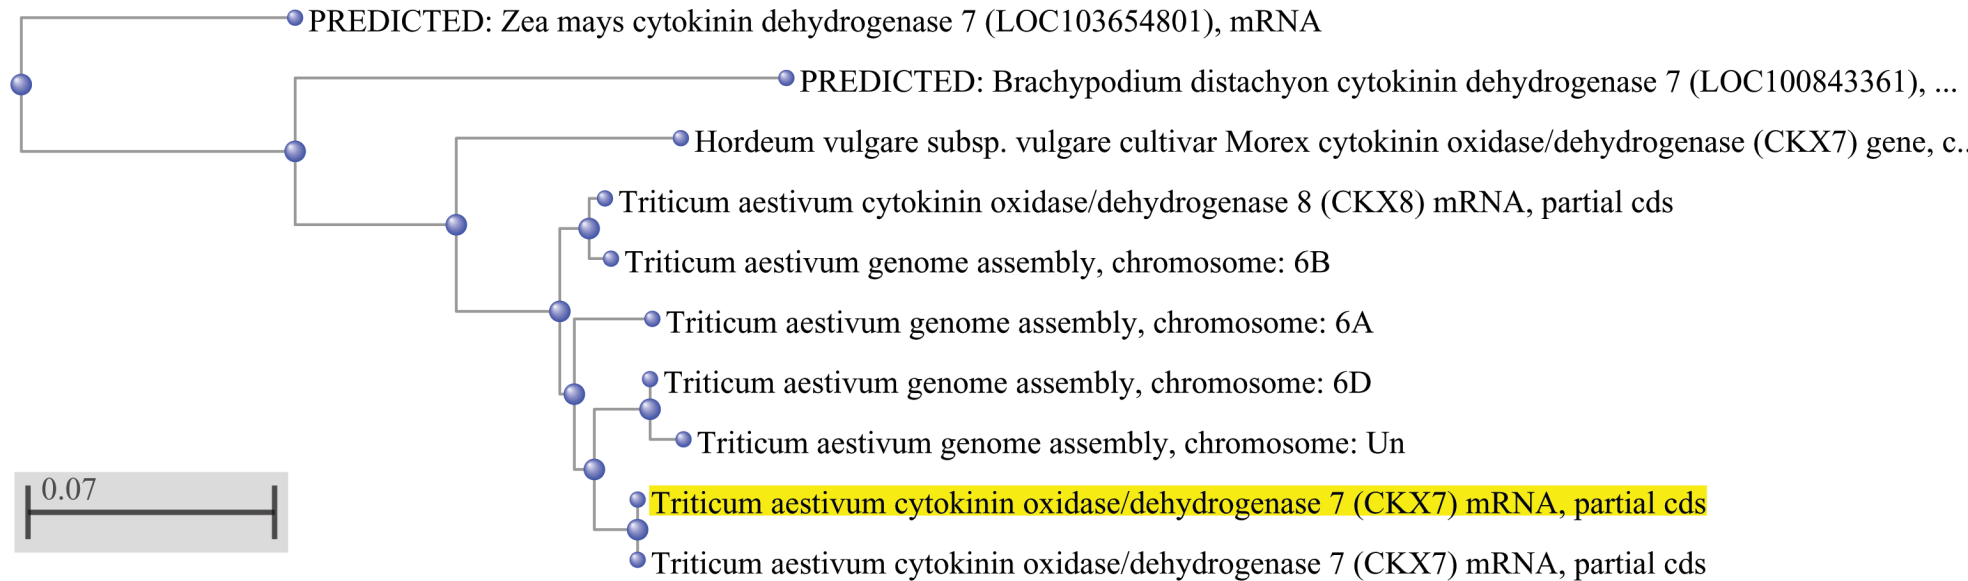 PREDICTED: Zea mays cytokinin dehydrogenase 7 (LOC103654801), mRNA
PREDICTED: Brachypodium distachyon cytokinin dehydrogenase 7 (LOC100843361), ...
Hordeum vulgare subsp. vulgare cultivar Morex cytokinin oxidase/dehydrogenase (CKX7) gene, c..
Triticum aestivum cytokinin oxidase/dehydrogenase 8 (CKX8) mRNA, partial cds
Triticum aestivum genome assembly, chromosome: 6B
Triticum aestivum genome assembly, chromosome: 6A
Triticum aestivum genome assembly, chromosome: 6D
Triticum aestivum genome assembly, chromosome: Un
0.07
Triticum aestivum cytokinin oxidase/dehydrogenase 7 (CKX7) mRNA, partial cds
Triticum aestivum cytokinin oxidase/dehydrogenase 7 (CKX7) mRNA, partial cds